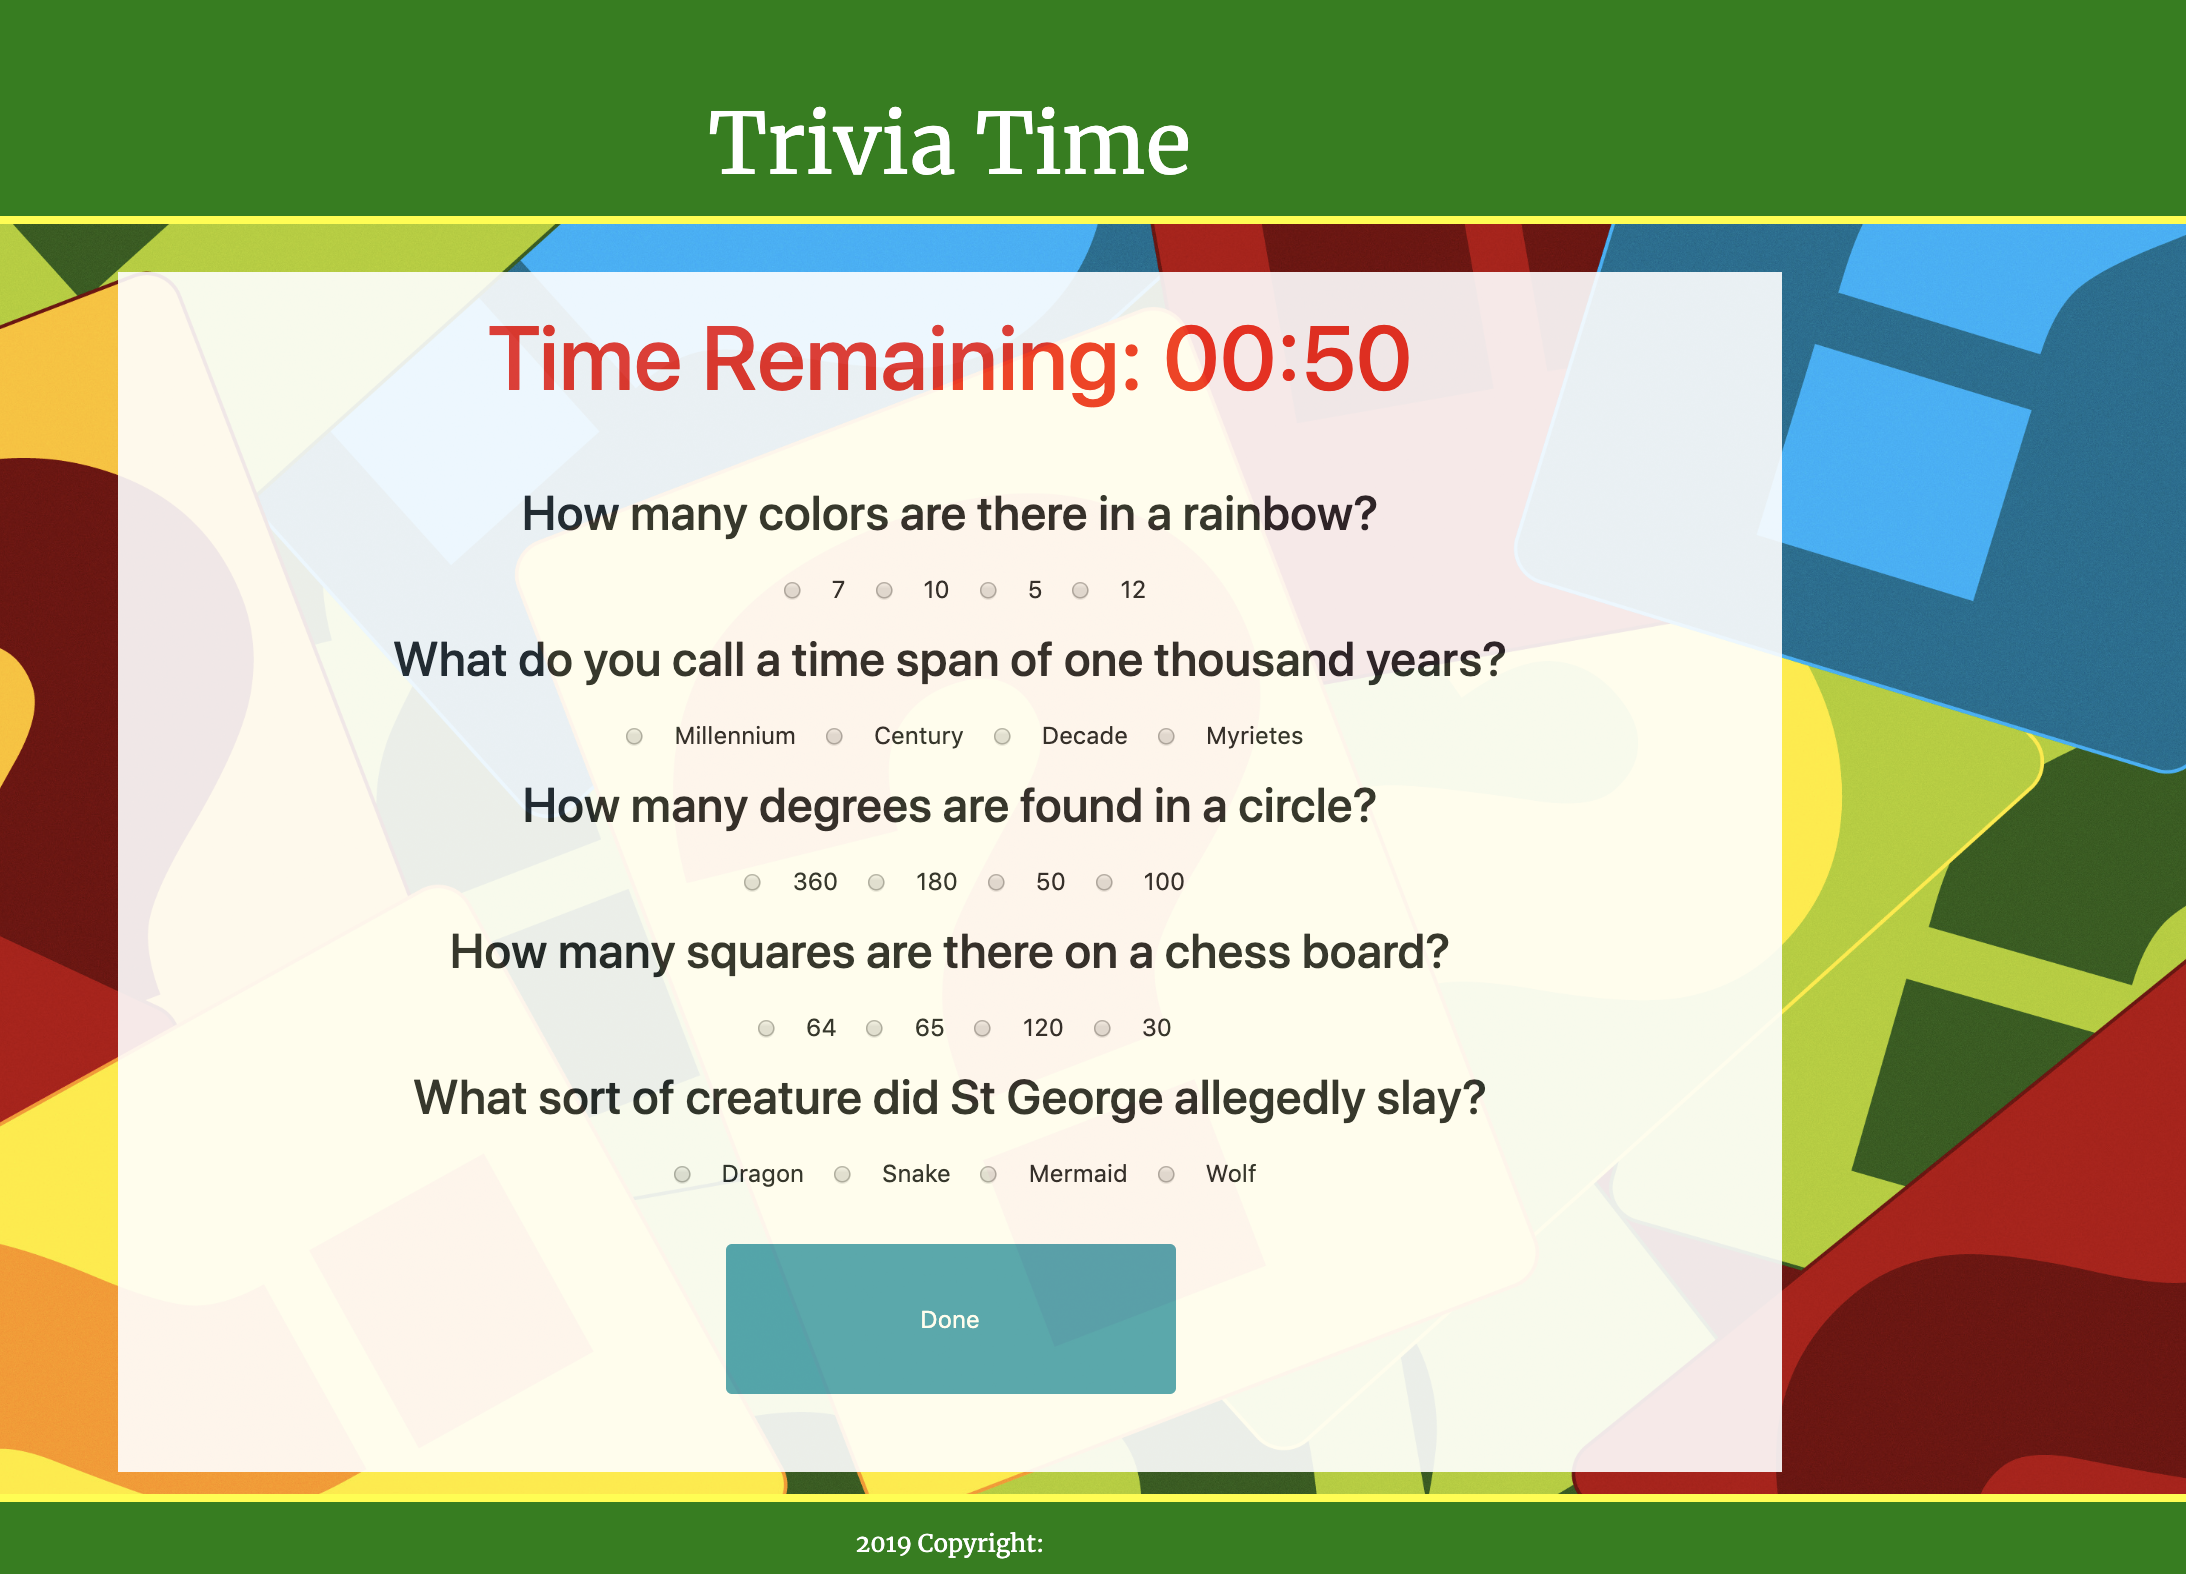 Trivia Time
Time Remaining: 00:50
How many colors are there in a rainbow?
7 10 5 12
What do you call a time span of one thousand years?
Millennium Century Decade Myrietes
How many degrees are found in a circle?
360 180 50 100
How many squares are there on a chess board?
64 65 120 30
What sort of creature did St George allegedly slay?
Dragon Snake Mermaid Wolf
Done
2019 Copyright: